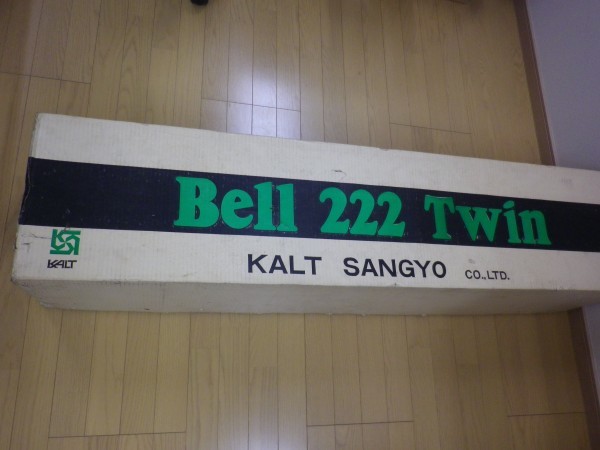 Bell 222 Twin
KALT
KALT SANGYO CO.,LTD.